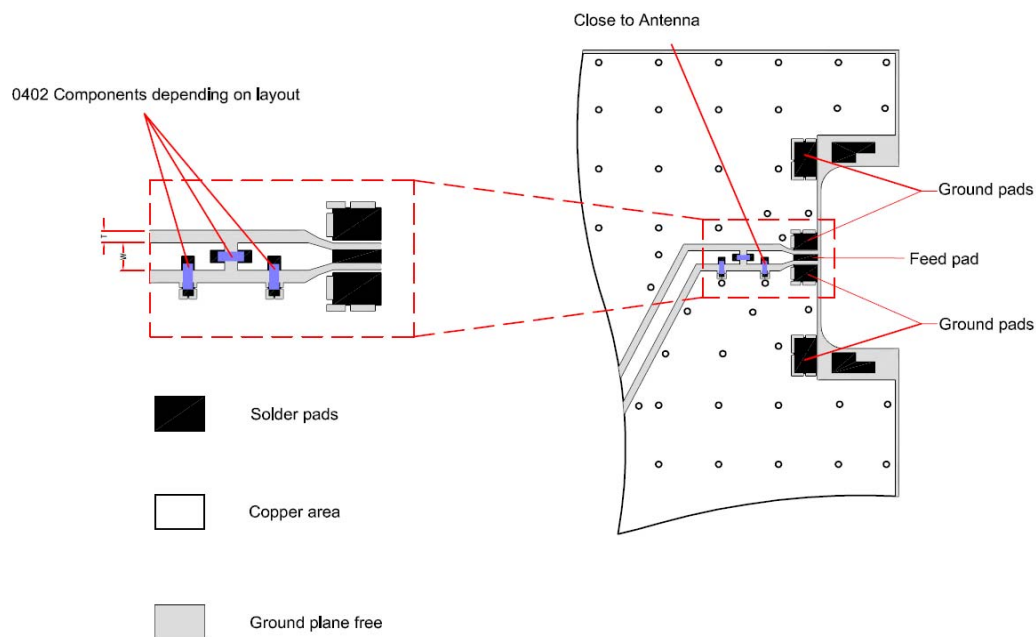 Close to Antenna
0402 Components depending on layout
Ground pads
T
W
Feed pad
Ground pads
Solder pads
Copper area
Ground plane free